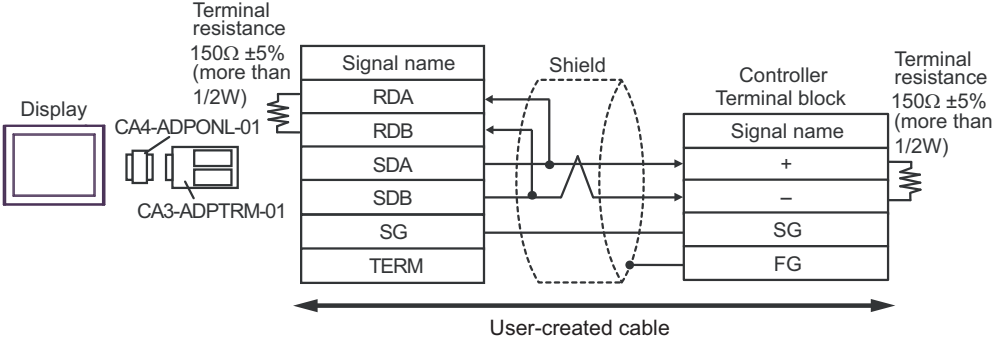 Terminal
resistance
150Ω ±5%
(more than
1/2W)
Display
CA4-ADPONL-01
CA3-ADPTRM-01
Signal name
RDA
RDB
SDA
SDB
SG
TERM
Shield
Controller
Terminal block
Signal name
+
–
SG
FG
Terminal
resistance
150Ω ±5%
(more than
1/2W)
User-created cable